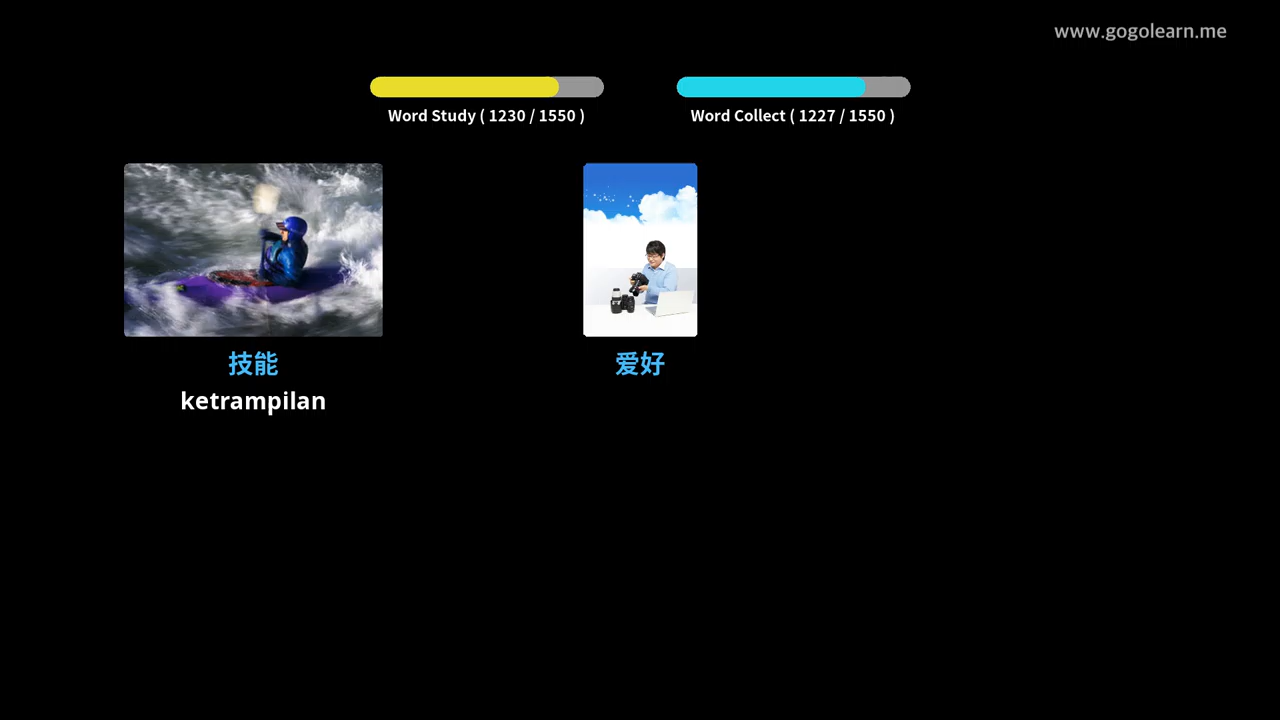 www.gogolearn.me
Word Study ( 1230 / 1550 )
Word Collect ( 1227 / 1550 )
技能
ketrampilan
爱好